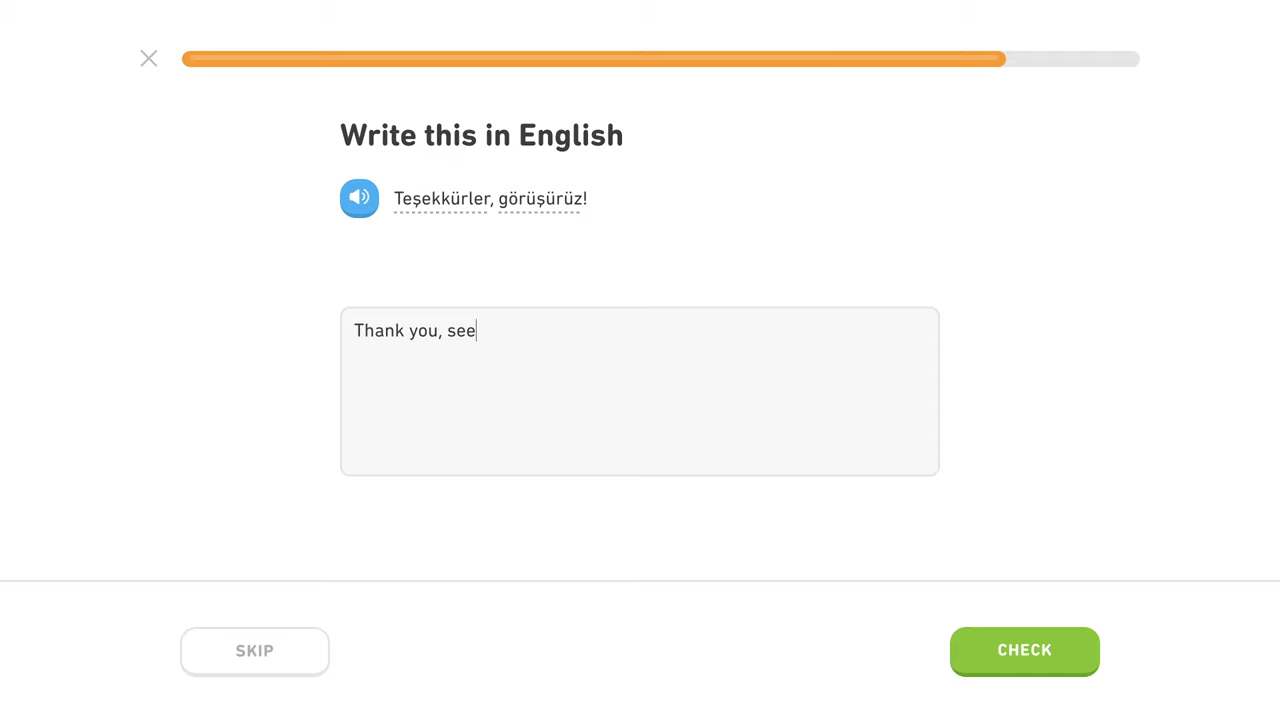 Write this in English
Teşekkürler, görüşürüz!
Thank you, see
SKIP
CHECK